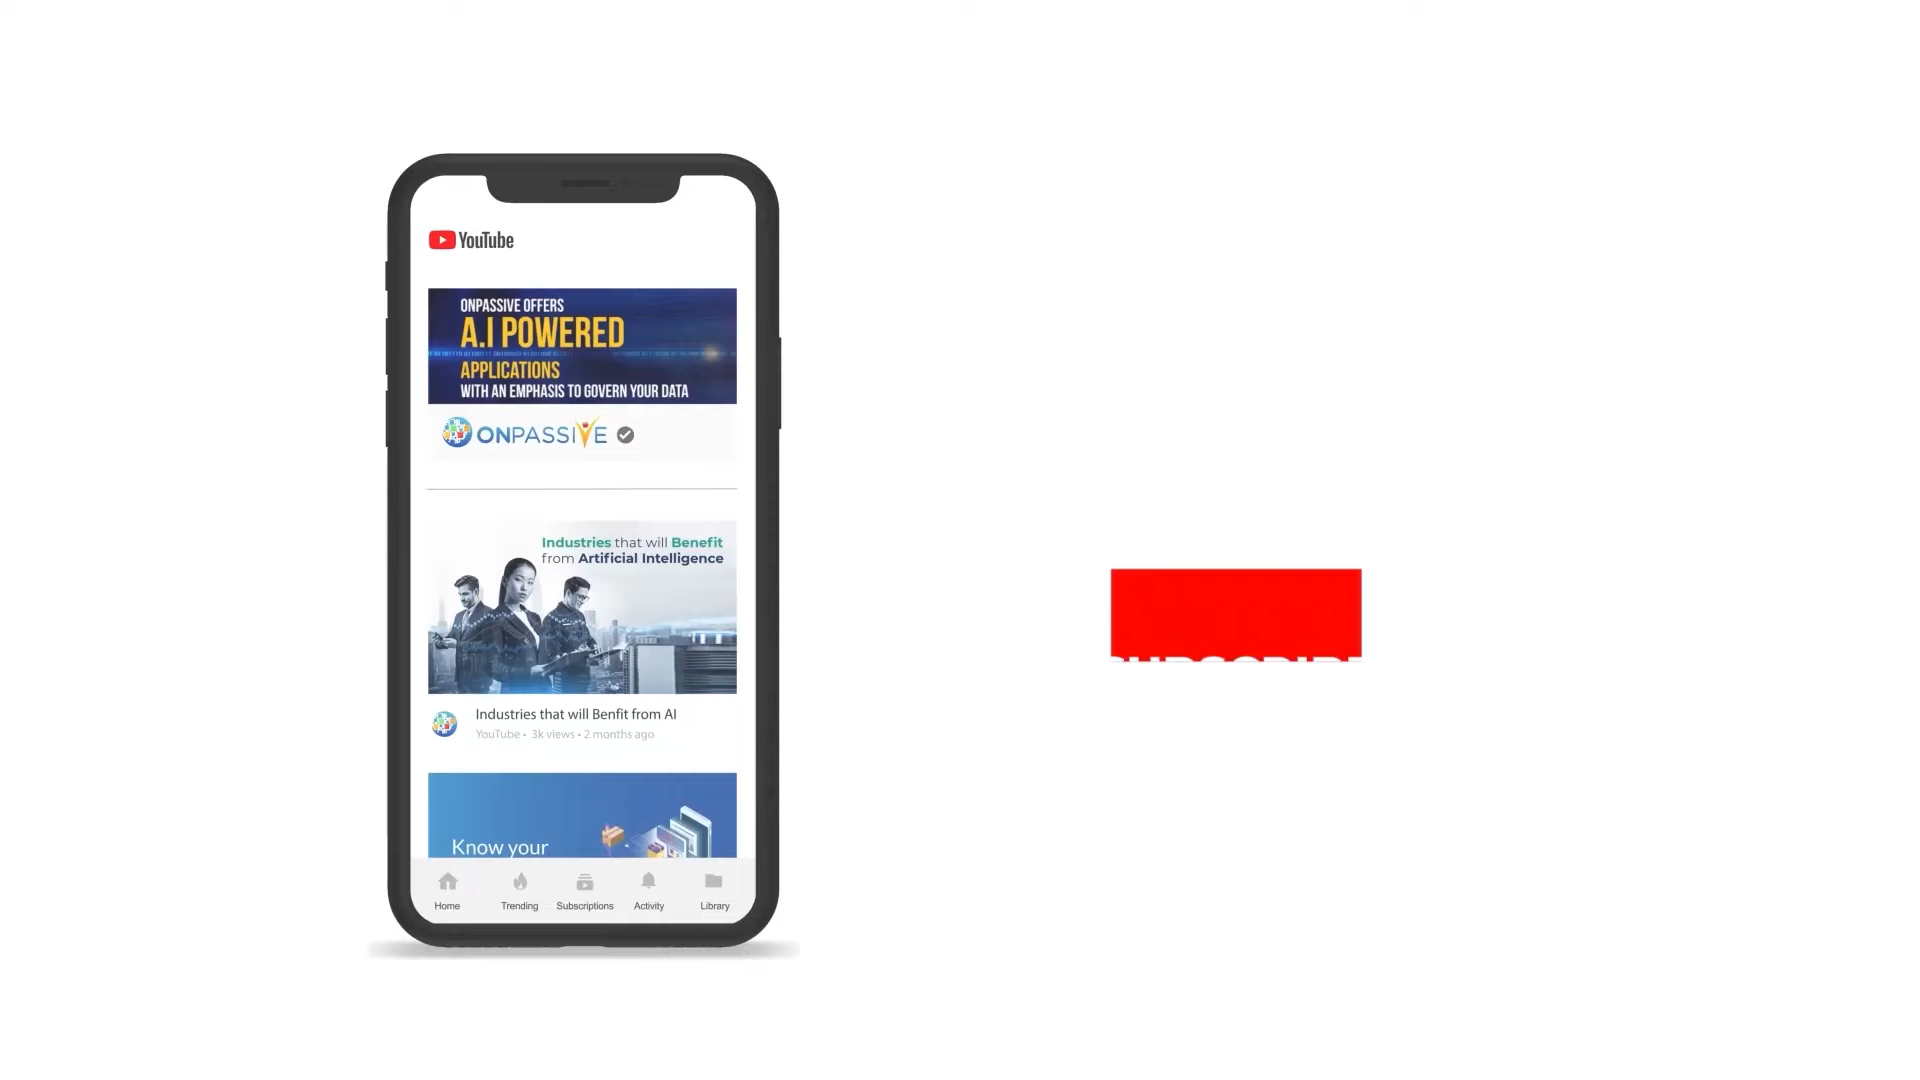 YouTube
ONPASSIVE OFFERS
A.I POWERED
APPLICATIONS
WITH AN EMPHASIS TO GOVERN YOUR DATA
ONPASSIVE
Industries that will Benefit
from Artificial Intelligence
Industries that will Benfit from AI
YouTube • 3k views • 2 months ago
Know your
Home Trending Subscriptions Activity Library